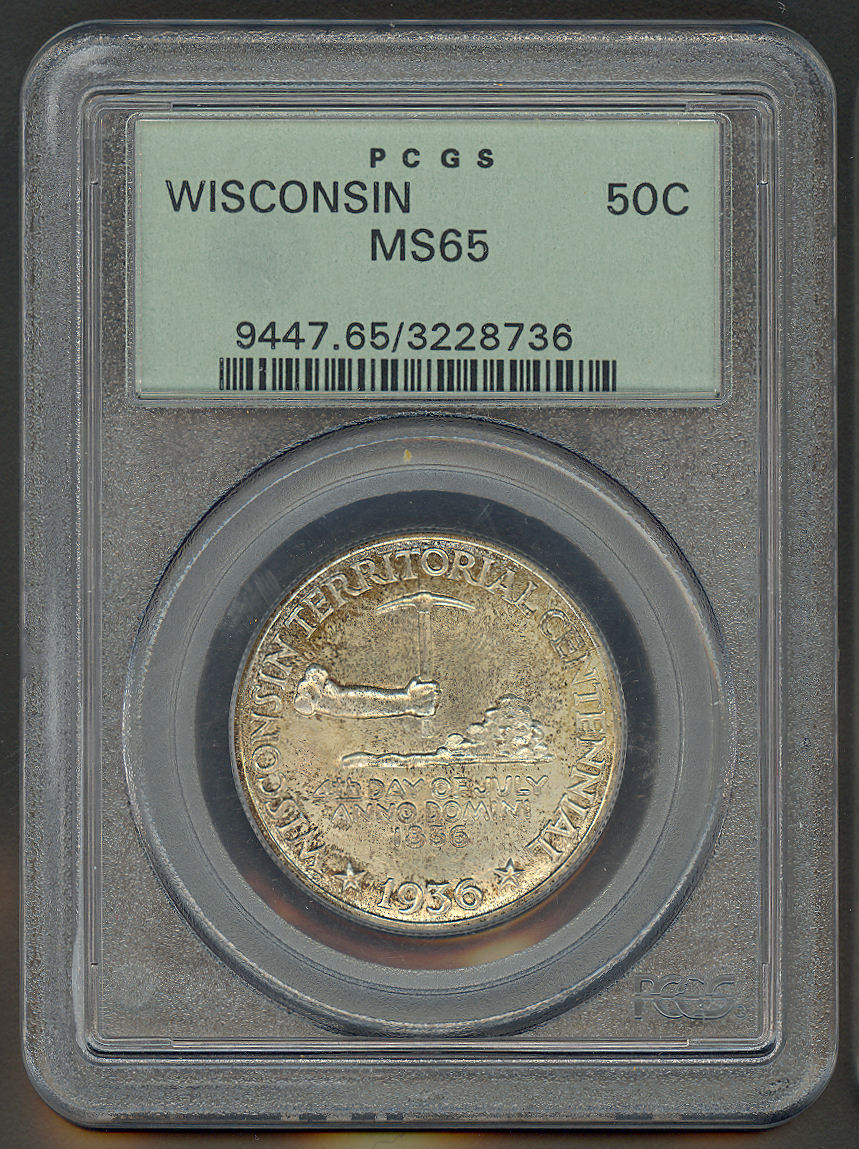 PCGS
WISCONSIN 50C
MS65
9447.65/3228736
WISCONSIN TERRITORIAL CENTENNIAL
4TH DAY OF JULY
ANNO DOMINI
1836
1936
PCGS®